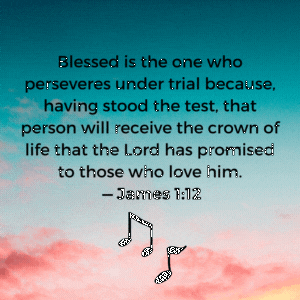 Blessed is the one who
perseveres under trial because,
having stood the test, that
person will receive the crown of
life that the Lord has promised
to those who love him.
— James 1:12